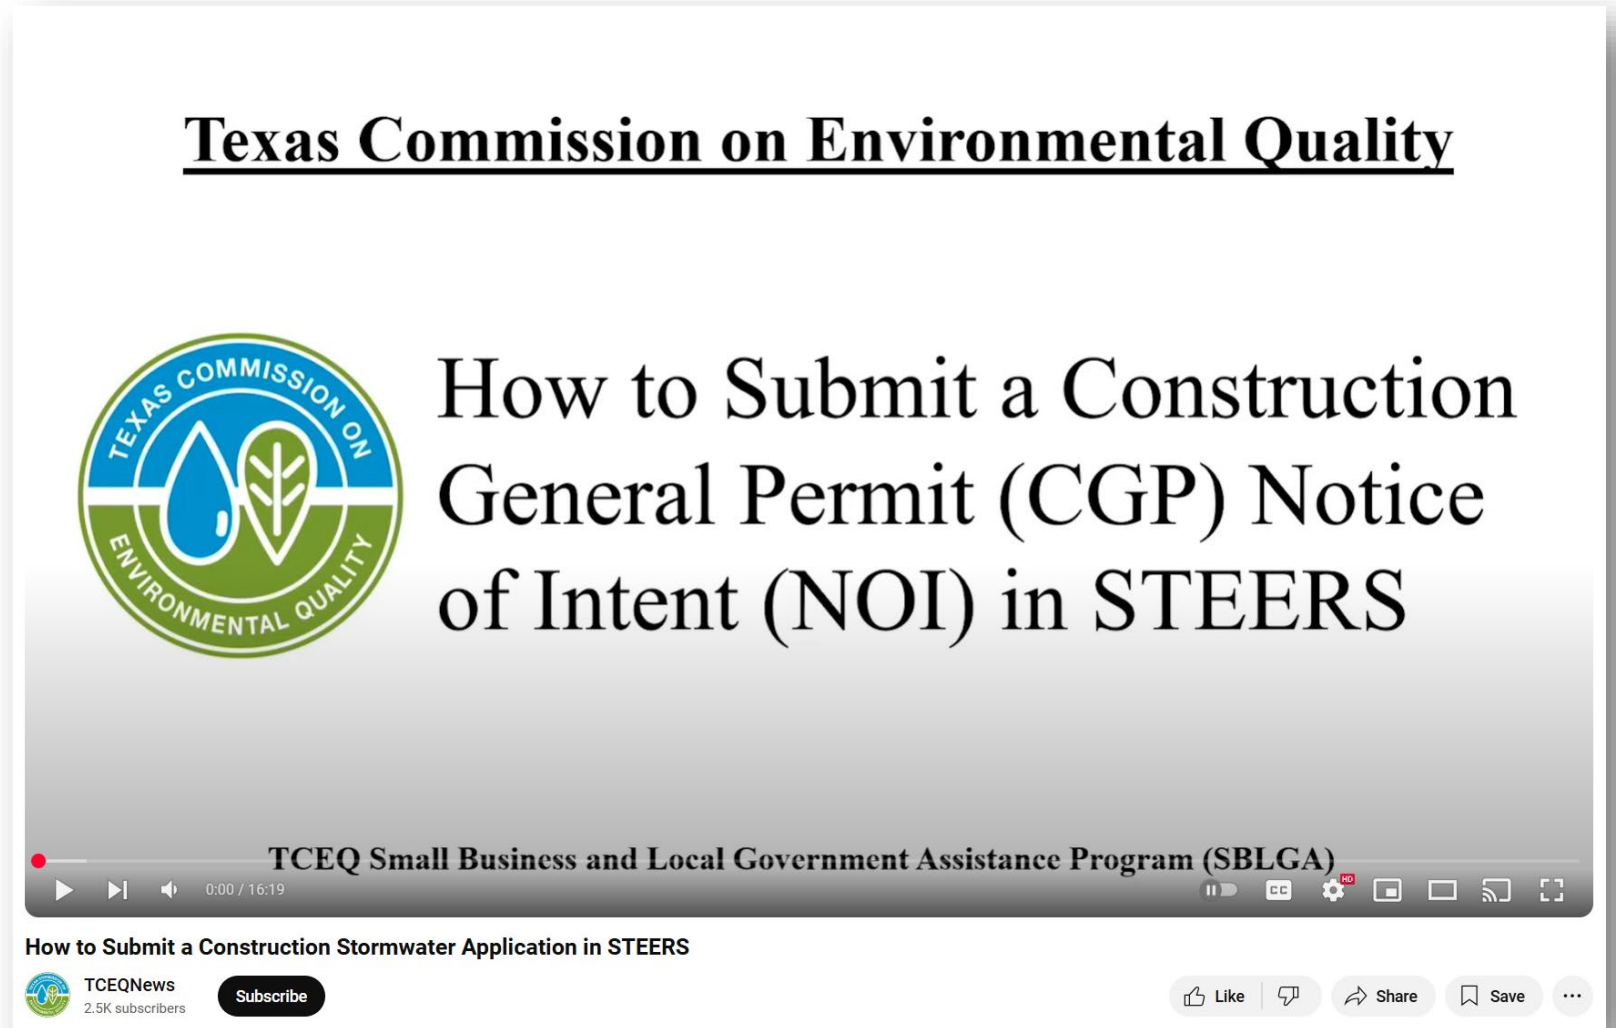 Texas Commission on Environmental Quality
TEXAS COMMISSION ON
ENVIRONMENTAL QUALITY
How to Submit a Construction
General Permit (CGP) Notice
of Intent (NOI) in STEERS
TCEQ Small Business and Local Government Assistance Program (SBLGA)
0:00 / 16:19
CC
HD
How to Submit a Construction Stormwater Application in STEERS
TCEQNews
2.5K subscribers
Subscribe
Like
Share
Save